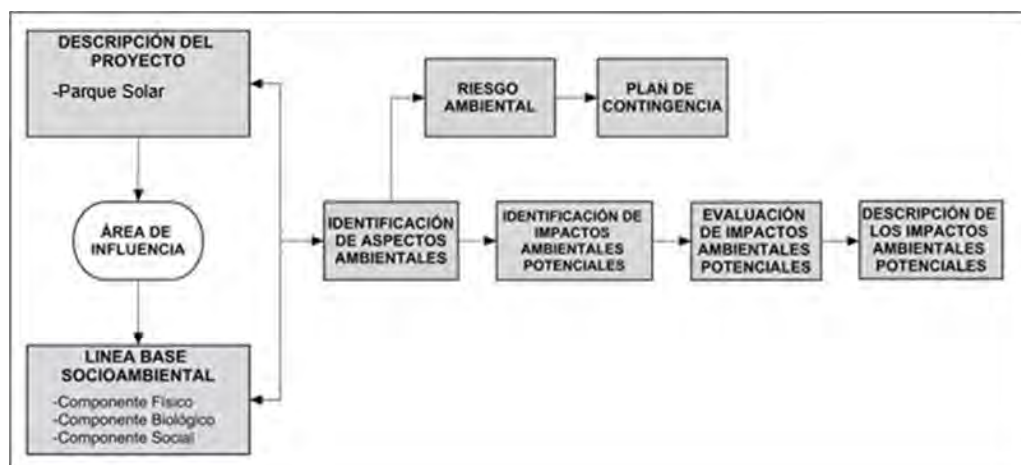 DESCRIPCIÓN DEL
PROYECTO
-Parque Solar
ÁREA DE
INFLUENCIA
LINEA BASE
SOCIOAMBIENTAL
-Componente Físico
-Componente Biológico
-Componente Social
RIESGO
AMBIENTAL
PLAN DE
CONTINGENCIA
IDENTIFICACIÓN
DE ASPECTOS
AMBIENTALES
IDENTIFICACIÓN DE
IMPACTOS
AMBIENTALES
POTENCIALES
EVALUACIÓN
DE IMPACTOS
AMBIENTALES
POTENCIALES
DESCRIPCIÓN DE
LOS IMPACTOS
AMBIENTALES
POTENCIALES